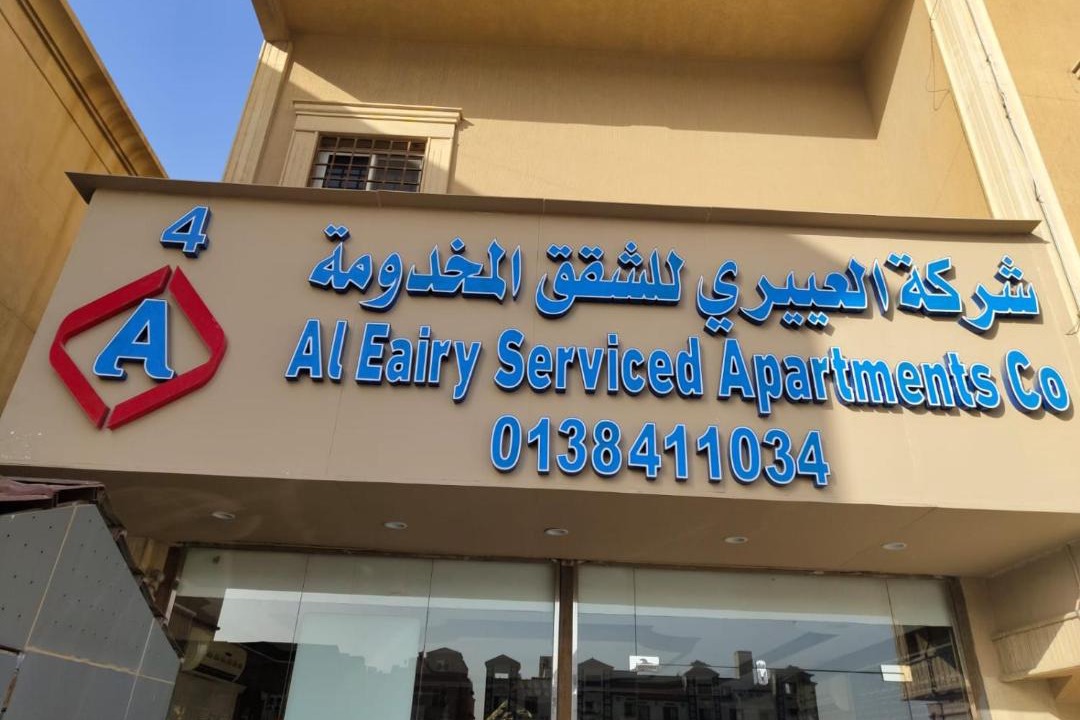 4
A
شركة العييري للشقق المخدومة
Al Eairy Serviced Apartments Co
0138411034